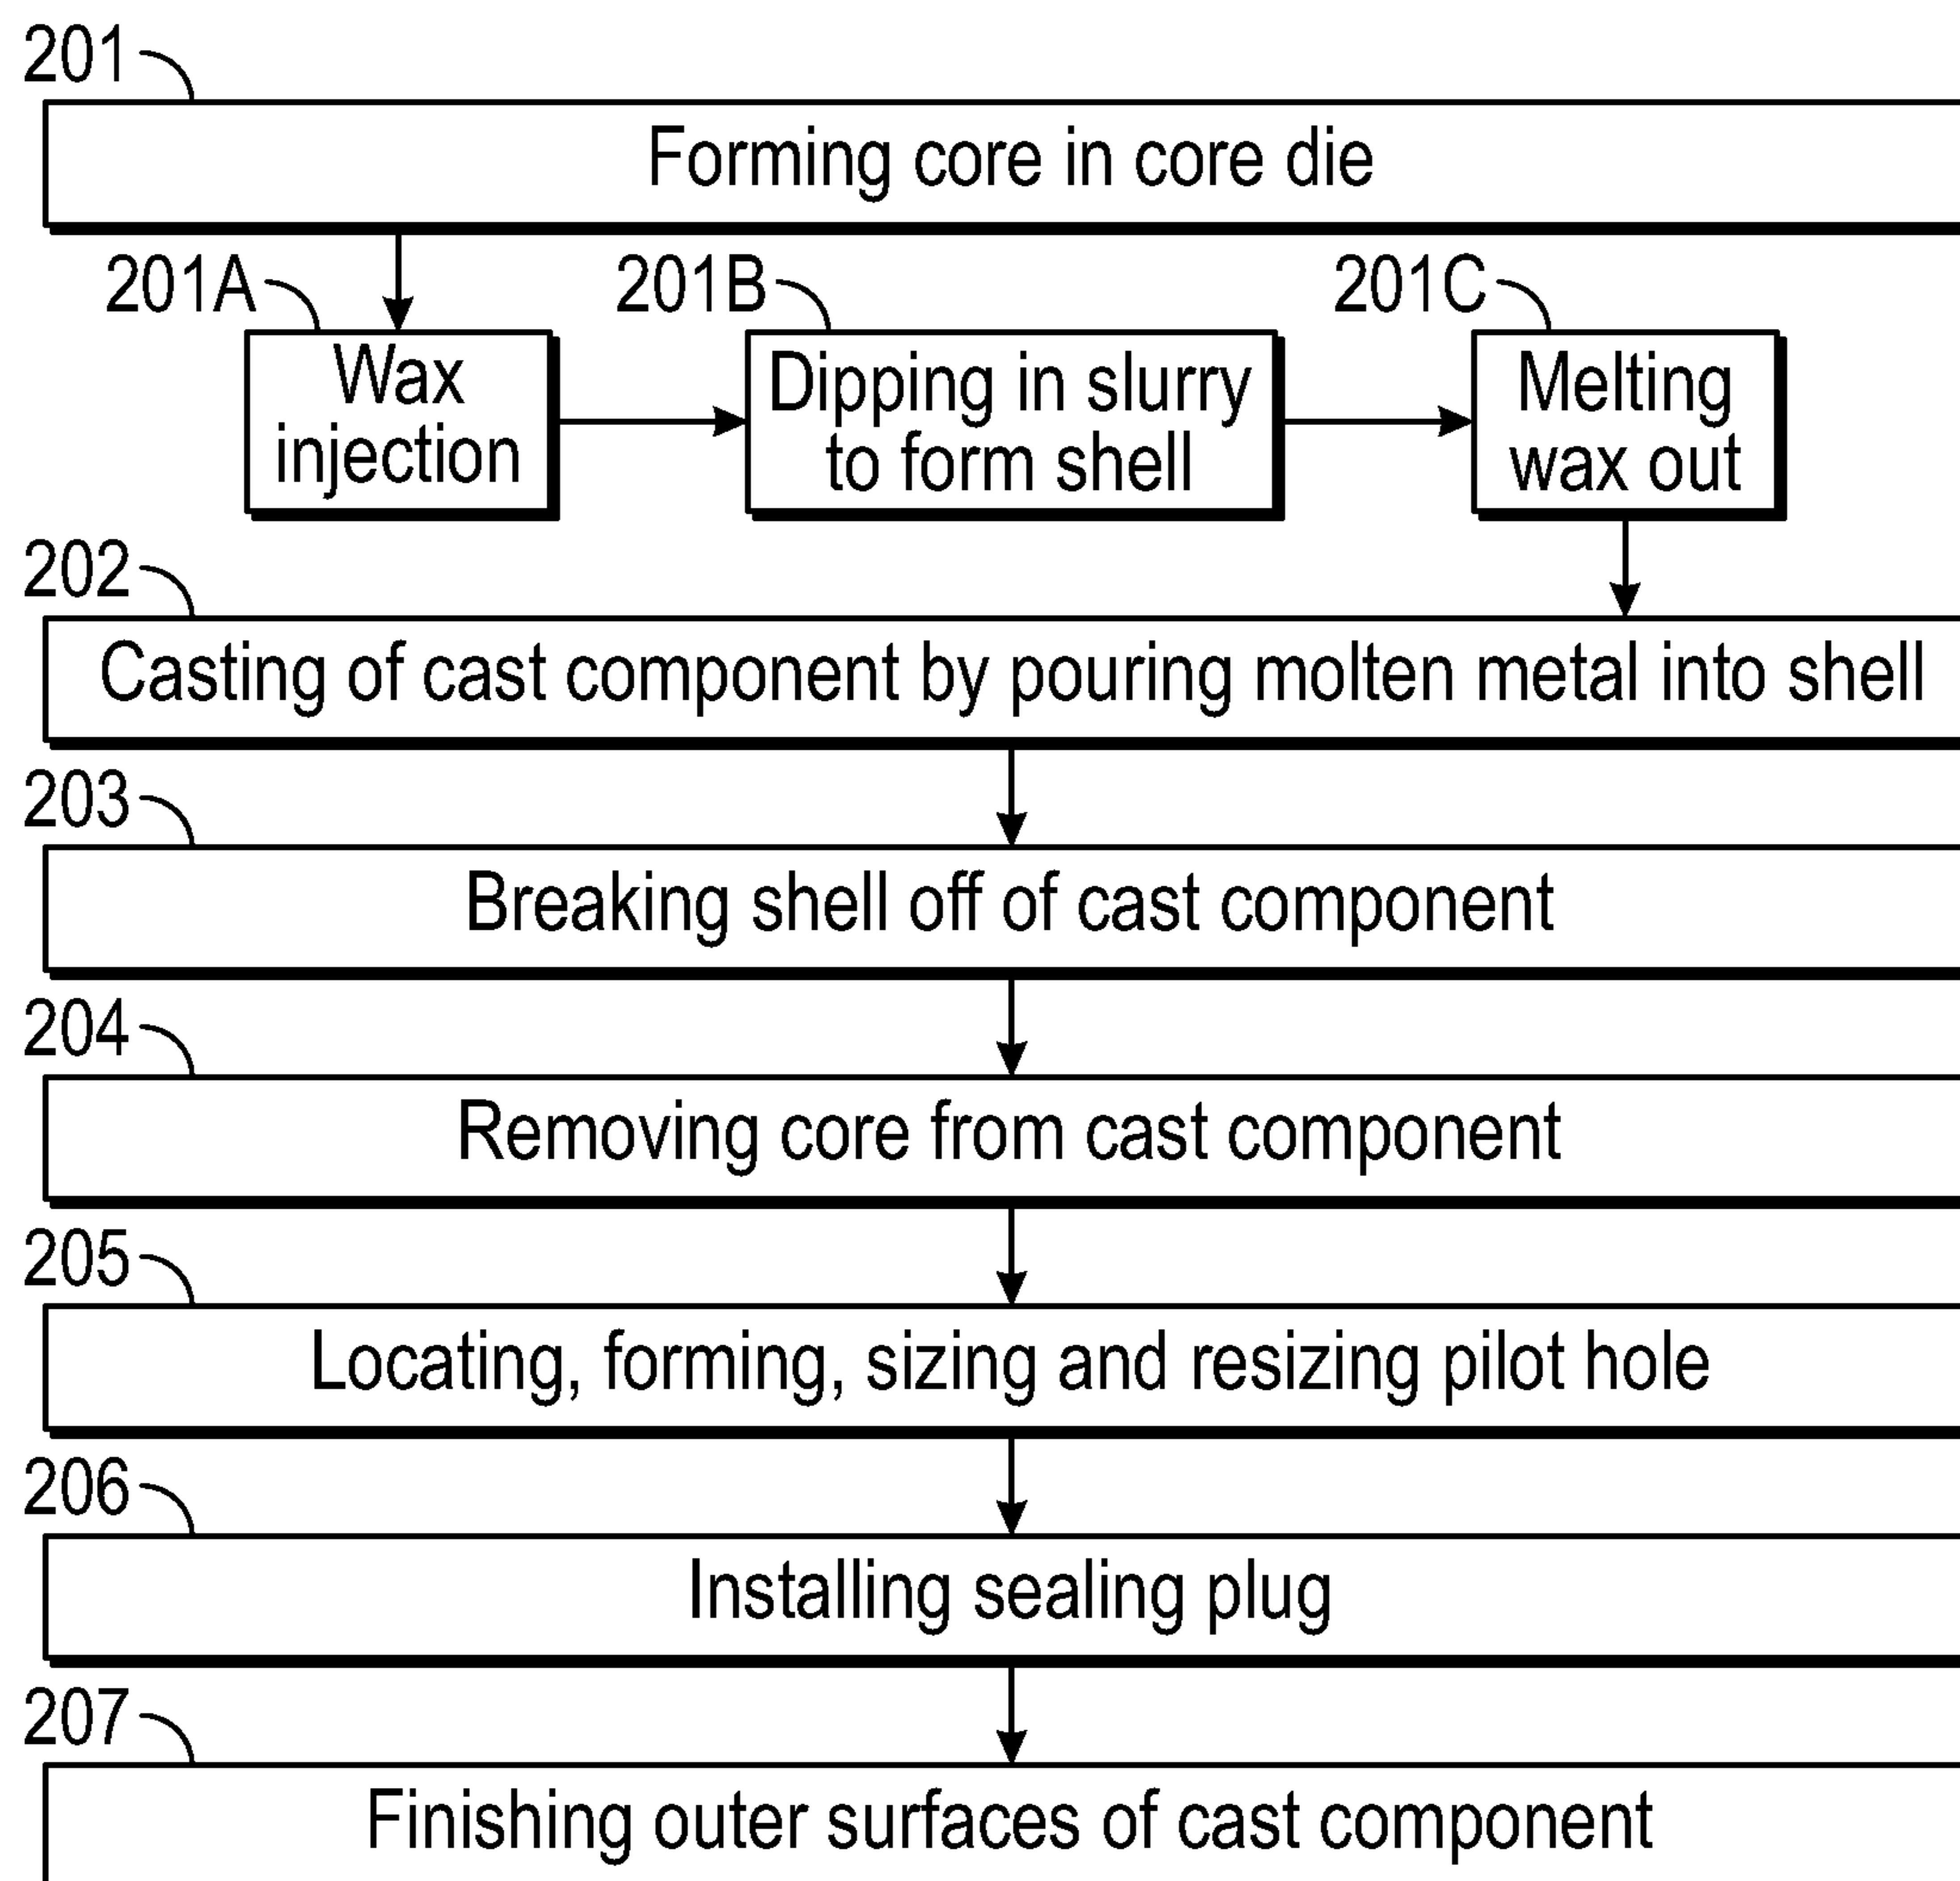 201
Forming core in core die
201A
201B
201C
Wax
injection
Dipping in slurry
to form shell
Melting
wax out
202
Casting of cast component by pouring molten metal into shell
203
Breaking shell off of cast component
204
Removing core from cast component
205
Locating, forming, sizing and resizing pilot hole
206
Installing sealing plug
207
Finishing outer surfaces of cast component